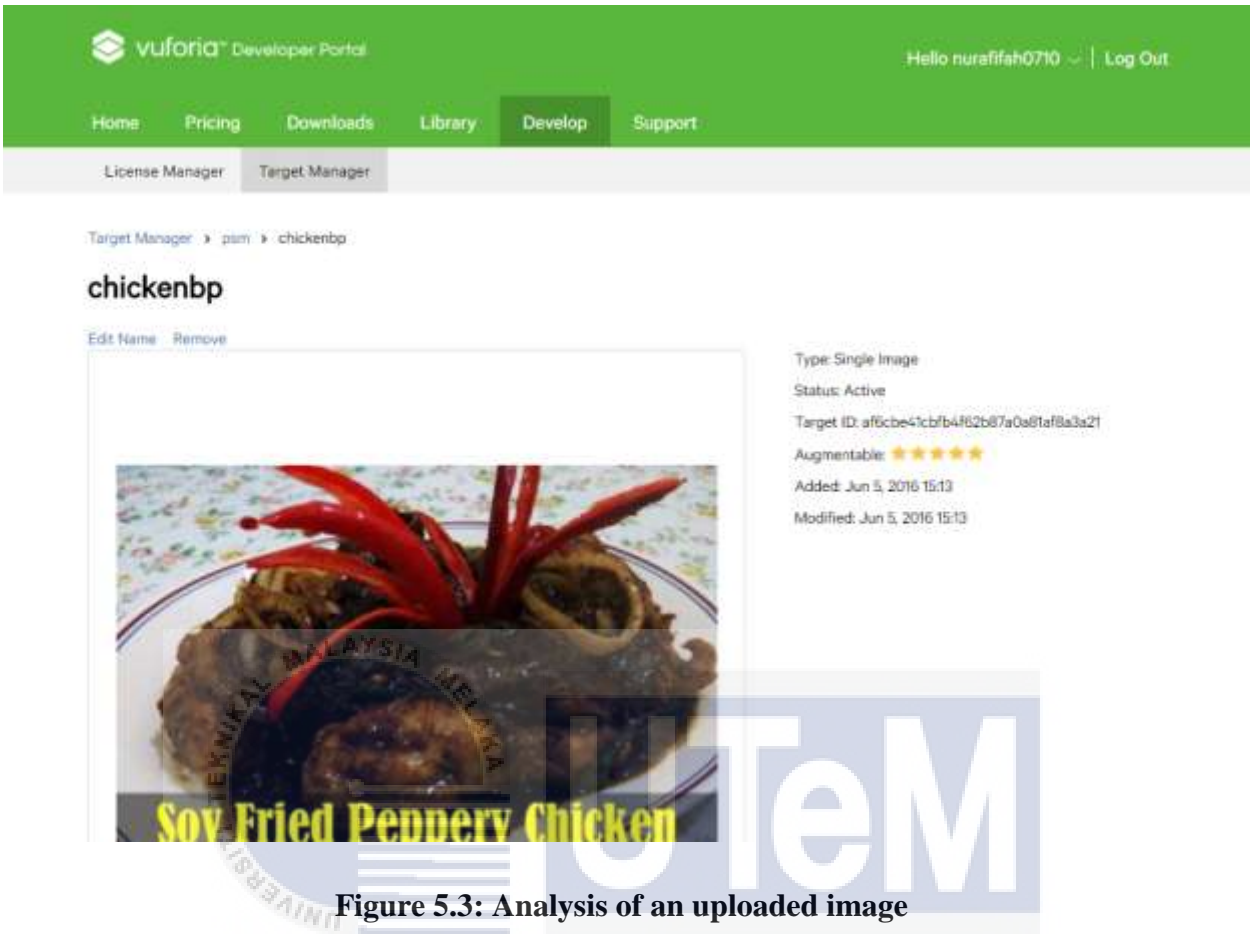 vuforia™ Developer Portal
Hello nurafifah0710 | Log Out
Home Pricing Downloads Library Develop Support
License Manager Target Manager
Target Manager > psm > chickenbp
chickenbp
Edit Name Remove
Type: Single Image
Status: Active
Target ID: af6cbe41cbfb4f62b87a0a81af8a3a21
Augmentable:
Added: Jun 5, 2016 15:13
Modified: Jun 5, 2016 15:13
Soy Fried Peppery Chicken
UNIVERSITI TEKNIKAL MALAYSIA MELAKA
UTeM
Figure 5.3: Analysis of an uploaded image